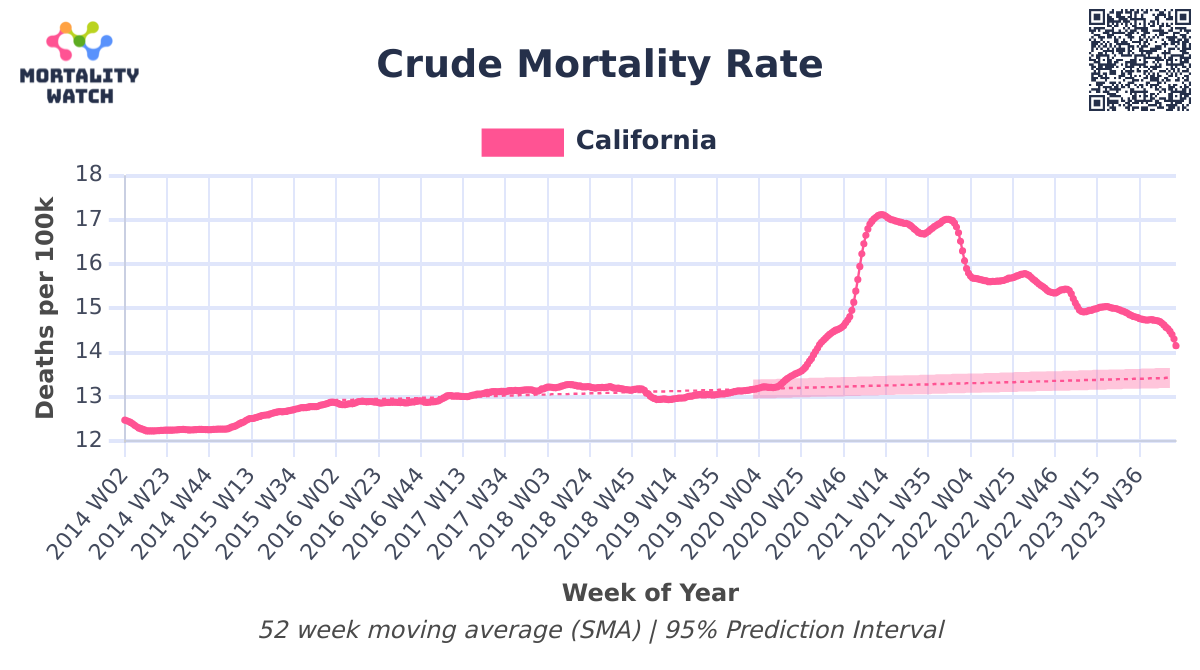 MORTALITY
WATCH
Crude Mortality Rate
California
Deaths per 100k
18
17
16
15
14
13
12
2014 W02
2014 W23
2014 W44
2015 W13
2015 W34
2016 W02
2016 W23
2016 W44
2017 W13
2017 W34
2018 W03
2018 W24
2018 W45
2019 W14
2019 W35
2020 W04
2020 W25
2020 W46
2021 W14
2021 W35
2022 W04
2022 W25
2022 W46
2023 W15
2023 W36
Week of Year
52 week moving average (SMA) | 95% Prediction Interval